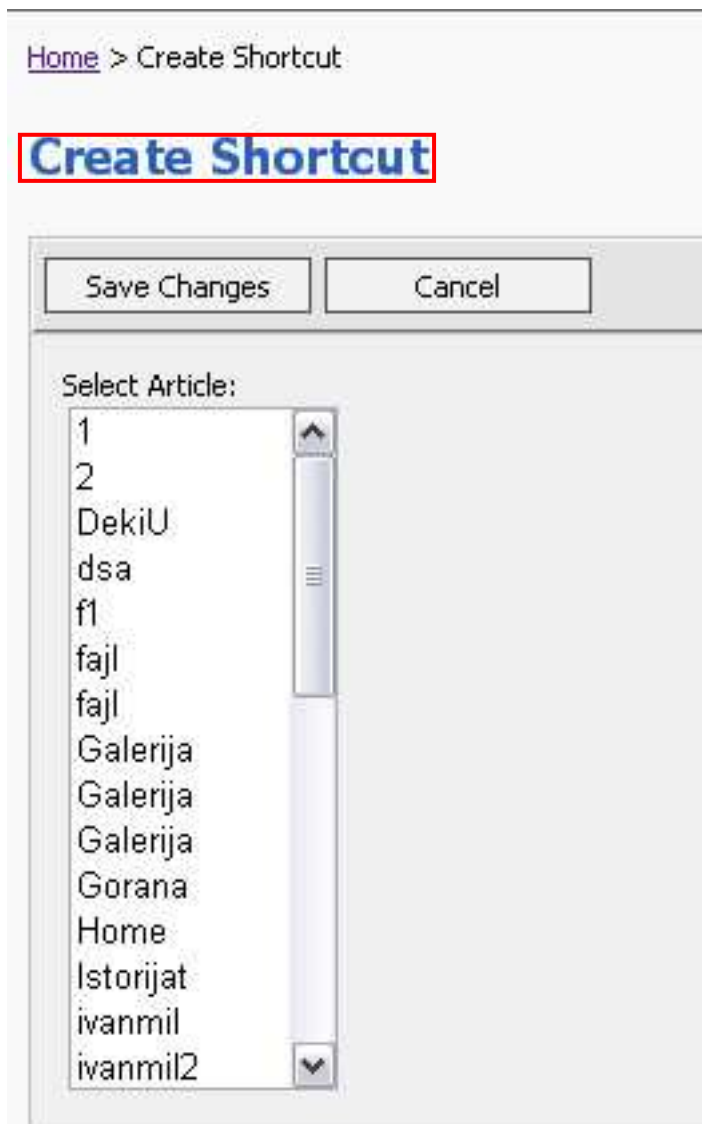 Home > Create Shortcut
Create Shortcut
Save Changes Cancel
Select Article:
1
2
DekiU
dsa
f1
fajl
fajl
Galerija
Galerija
Galerija
Gorana
Home
Istorijat
ivanmil
ivanmil2